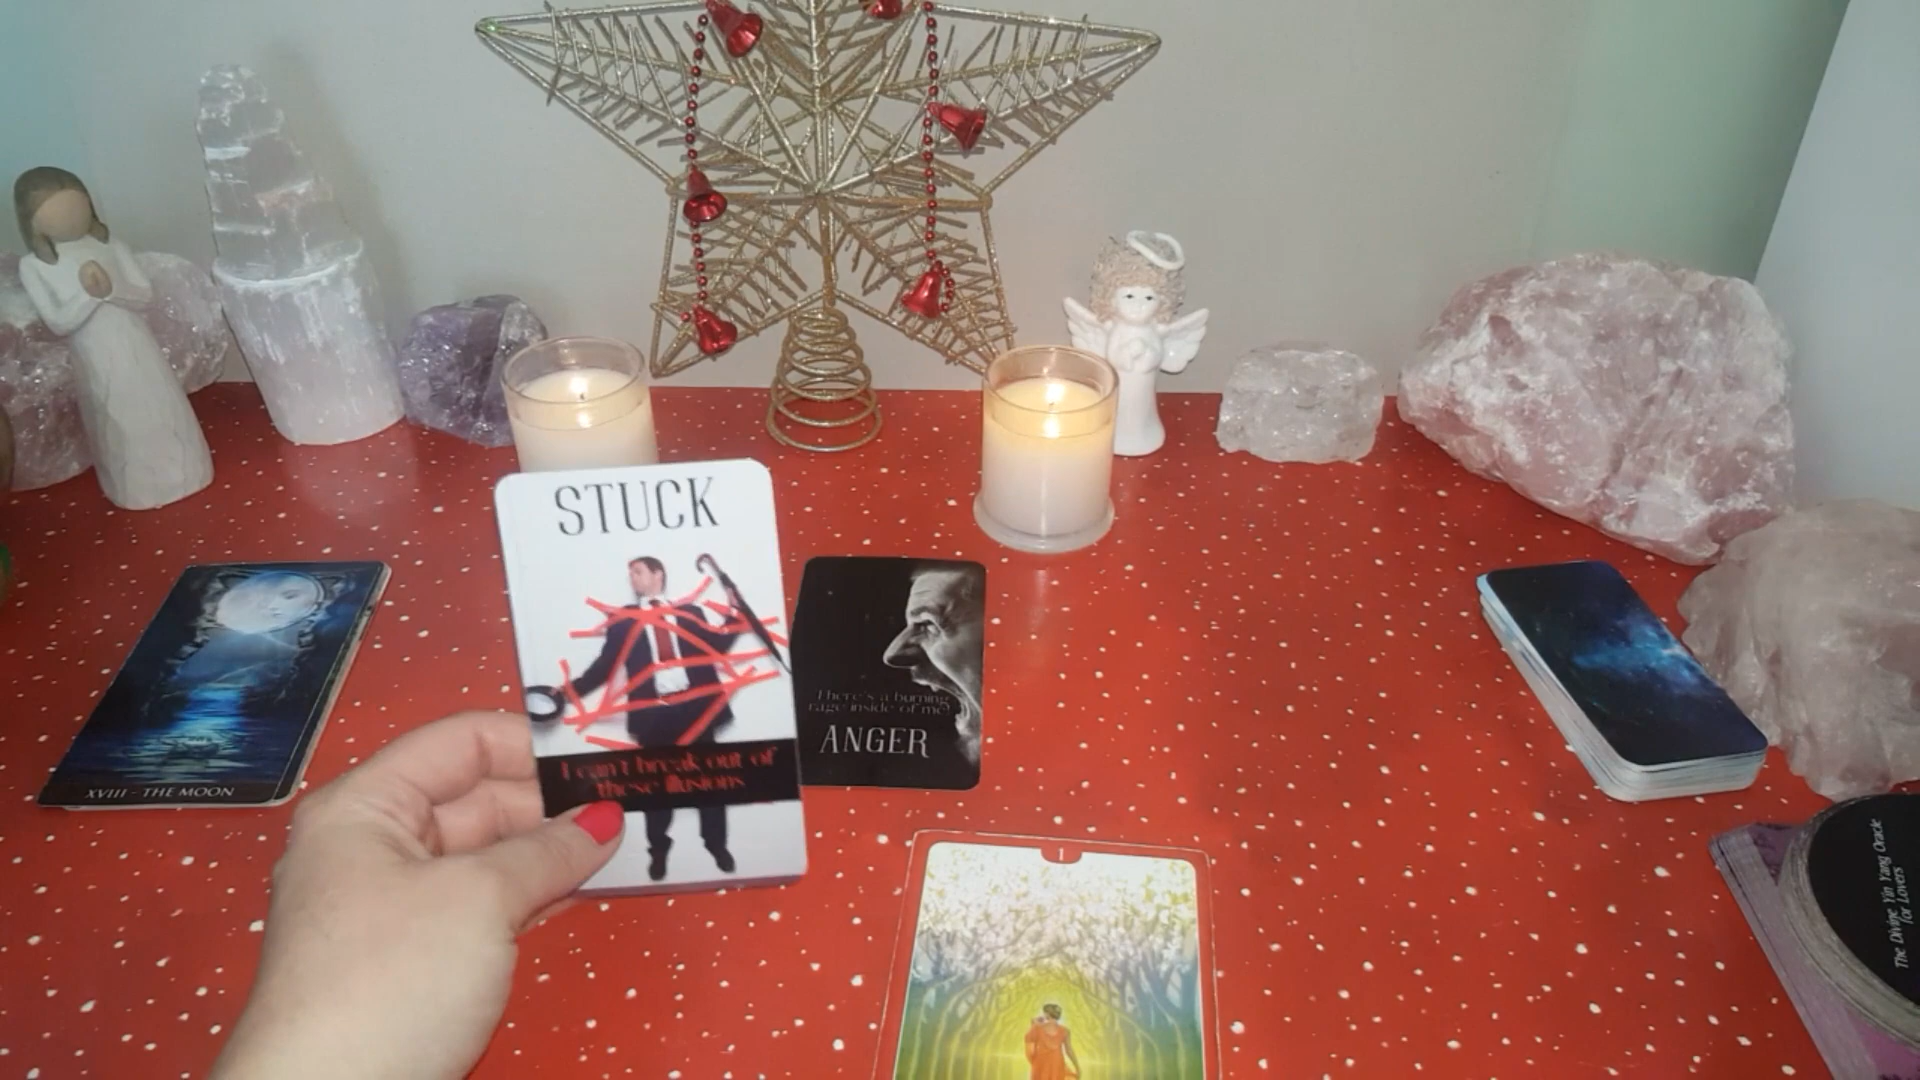 STUCK
I can't break out of
these illusions
There's a burning
rage inside of me!
ANGER
XVIII - THE MOON
1
The Divine Yin Yang Oracle
for Lovers